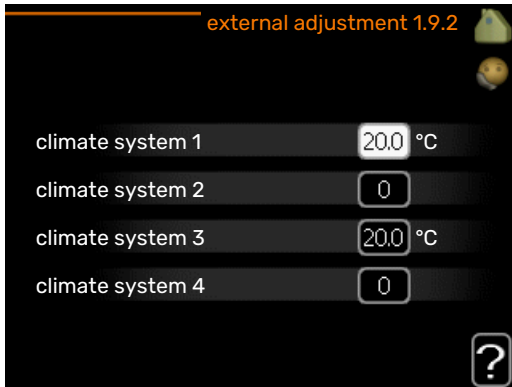 external adjustment 1.9.2
climate system 1 20.0 °C
climate system 2 0
climate system 3 20.0 °C
climate system 4 0
?